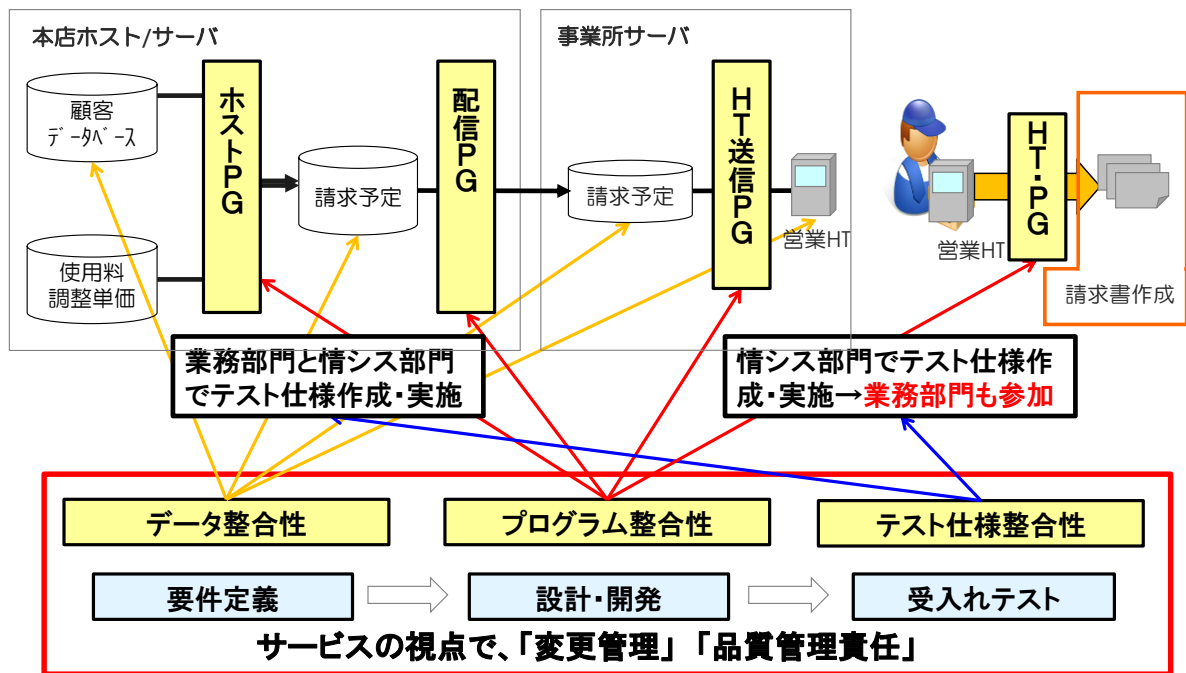 本店ホスト/サーバ
事業所サーバ
顧客
ﾃﾞｰﾀﾍﾞｰｽ
ホストPG
請求予定
配信PG
請求予定
HT送信PG
営業HT
営業HT
HT・PG
使用料
調整単価
請求書作成
業務部門と情シス部門
でテスト仕様作成・実施
情シス部門でテスト仕様作
成・実施→業務部門も参加
データ整合性
プログラム整合性
テスト仕様整合性
要件定義
設計・開発
受入れテスト
サービスの視点で、「変更管理」「品質管理責任」